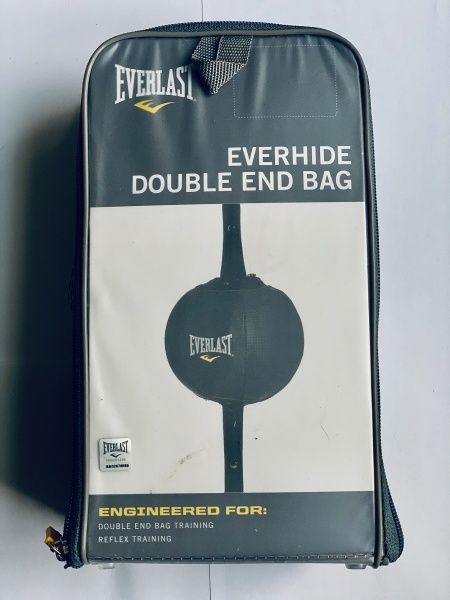 EVERLAST
EVERHIDE
DOUBLE END BAG
EVERLAST
EVERLAST
ENGINEERED FOR:
DOUBLE END BAG TRAINING
REFLEX TRAINING